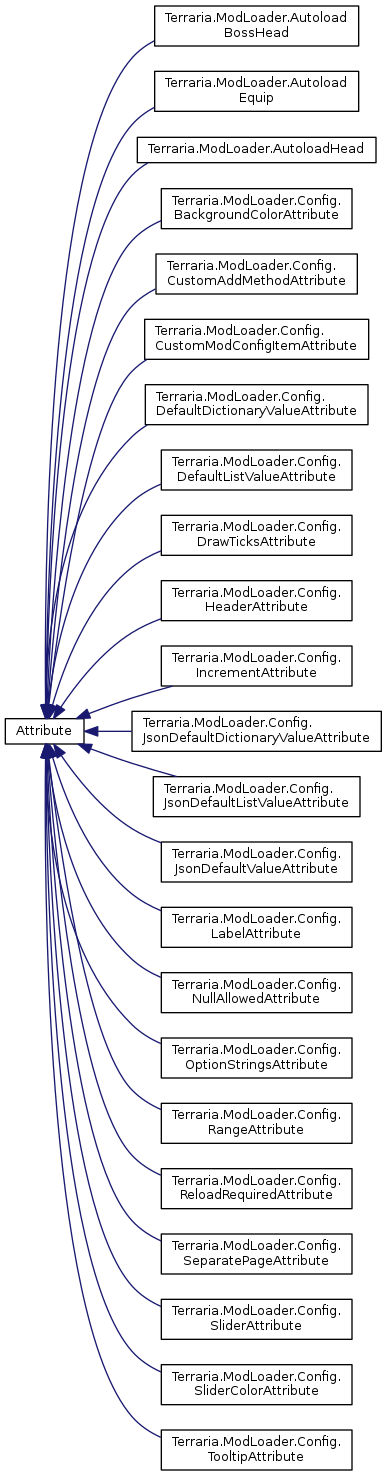 Terraria.ModLoader.Autoload
BossHead
Terraria.ModLoader.Autoload
Equip
Terraria.ModLoader.AutoloadHead
Terraria.ModLoader.Config.
BackgroundColorAttribute
Terraria.ModLoader.Config.
CustomAddMethodAttribute
Terraria.ModLoader.Config.
CustomModConfigItemAttribute
Terraria.ModLoader.Config.
DefaultDictionaryValueAttribute
Terraria.ModLoader.Config.
DefaultListValueAttribute
Terraria.ModLoader.Config.
DrawTicksAttribute
Terraria.ModLoader.Config.
HeaderAttribute
Terraria.ModLoader.Config.
IncrementAttribute
Attribute
Terraria.ModLoader.Config.
JsonDefaultDictionaryValueAttribute
Terraria.ModLoader.Config.
JsonDefaultListValueAttribute
Terraria.ModLoader.Config.
JsonDefaultValueAttribute
Terraria.ModLoader.Config.
LabelAttribute
Terraria.ModLoader.Config.
NullAllowedAttribute
Terraria.ModLoader.Config.
OptionStringsAttribute
Terraria.ModLoader.Config.
RangeAttribute
Terraria.ModLoader.Config.
ReloadRequiredAttribute
Terraria.ModLoader.Config.
SeparatePageAttribute
Terraria.ModLoader.Config.
SliderAttribute
Terraria.ModLoader.Config.
SliderColorAttribute
Terraria.ModLoader.Config.
TooltipAttribute